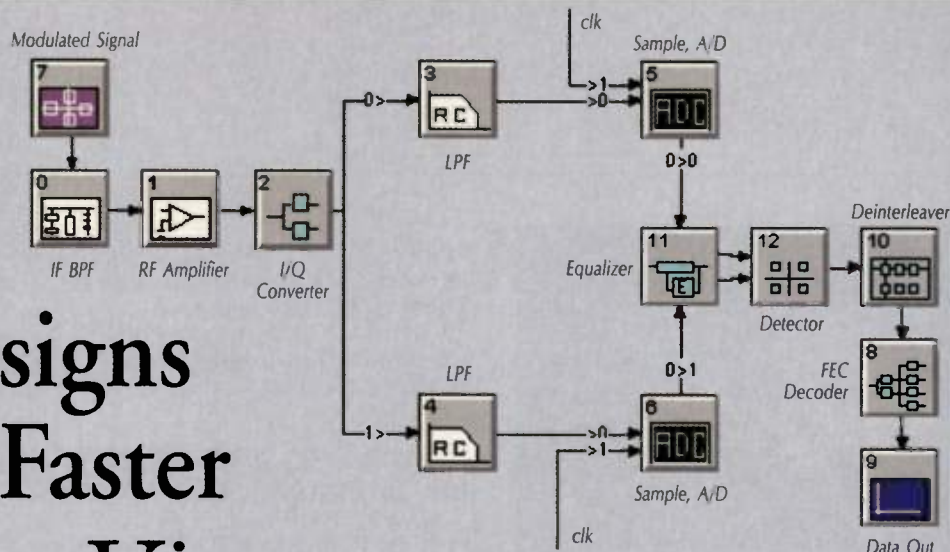 Modulated Signal
7
0
IF BPF
1
RF Amplifier
2
I/Q
Converter
0>
1>
3
RC
LPF
LPF
4
RC
clk
Sample, A/D
>1
>0
5
ADC
0>0
Equalizer
11
E
12
Detector
0>1
>0
>1
6
ADC
Sample, A/D
clk
Deinterleaver
10
FEC
Decoder
8
9
Data Out
signs
Faster